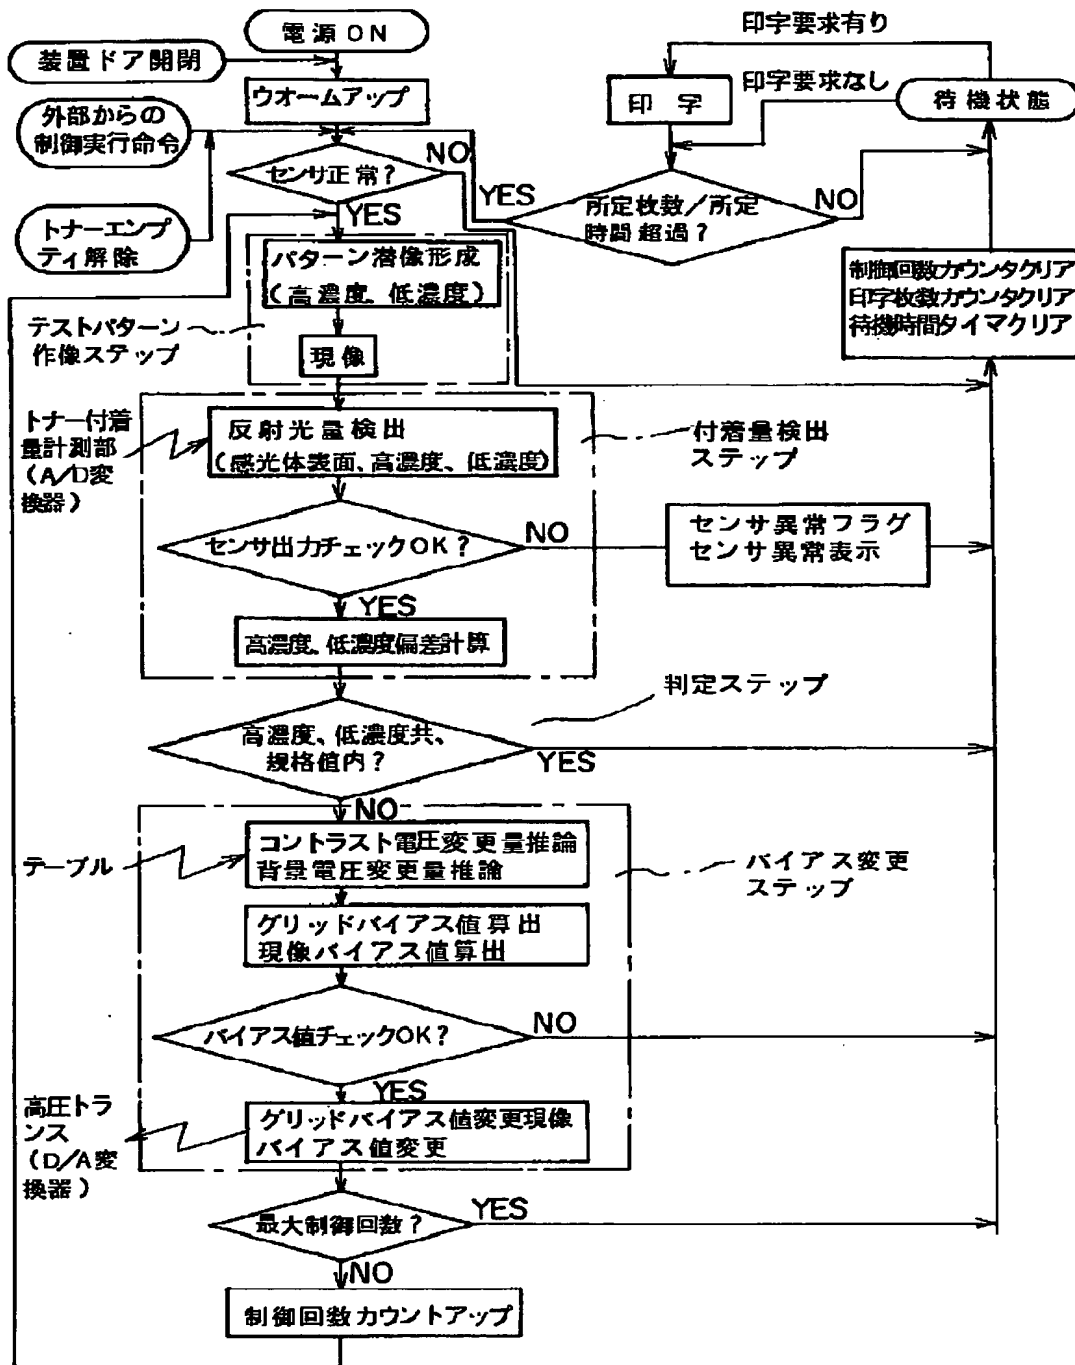 電源ON
装置ドア開閉
ウオームアップ
外部からの
制御実行命令
センサ正常？
NO
YES
トナーエンプ
ティ解除
印字要求有り
印字要求なし
印字
待機状態
YES
所定枚数／所定
時間超過？
NO
制御回数カウンタクリア
印字枚数カウンタクリア
待機時間タイマクリア
パターン潜像形成
（高濃度、低濃度）
テストパターン
作像ステップ
現像
トナー付着
量計測部
（A/D変
換器）
反射光量検出
（感光体表面、高濃度、低濃度）
付着量検出
ステップ
センサ出力チェックOK？
NO
センサ異常フラグ
センサ異常表示
YES
高濃度、低濃度偏差計算
判定ステップ
高濃度、低濃度共、
規格値内？
YES
NO
テーブル
コントラスト電圧変更量推論
背景電圧変更量推論
バイアス変更
ステップ
グリッドバイアス値算出
現像バイアス値算出
バイアス値チェックOK？
NO
YES
高圧トラ
ンス
（D/A変
換器）
グリッドバイアス値変更現像
バイアス値変更
最大制御回数？
YES
NO
制御回数カウントアップ